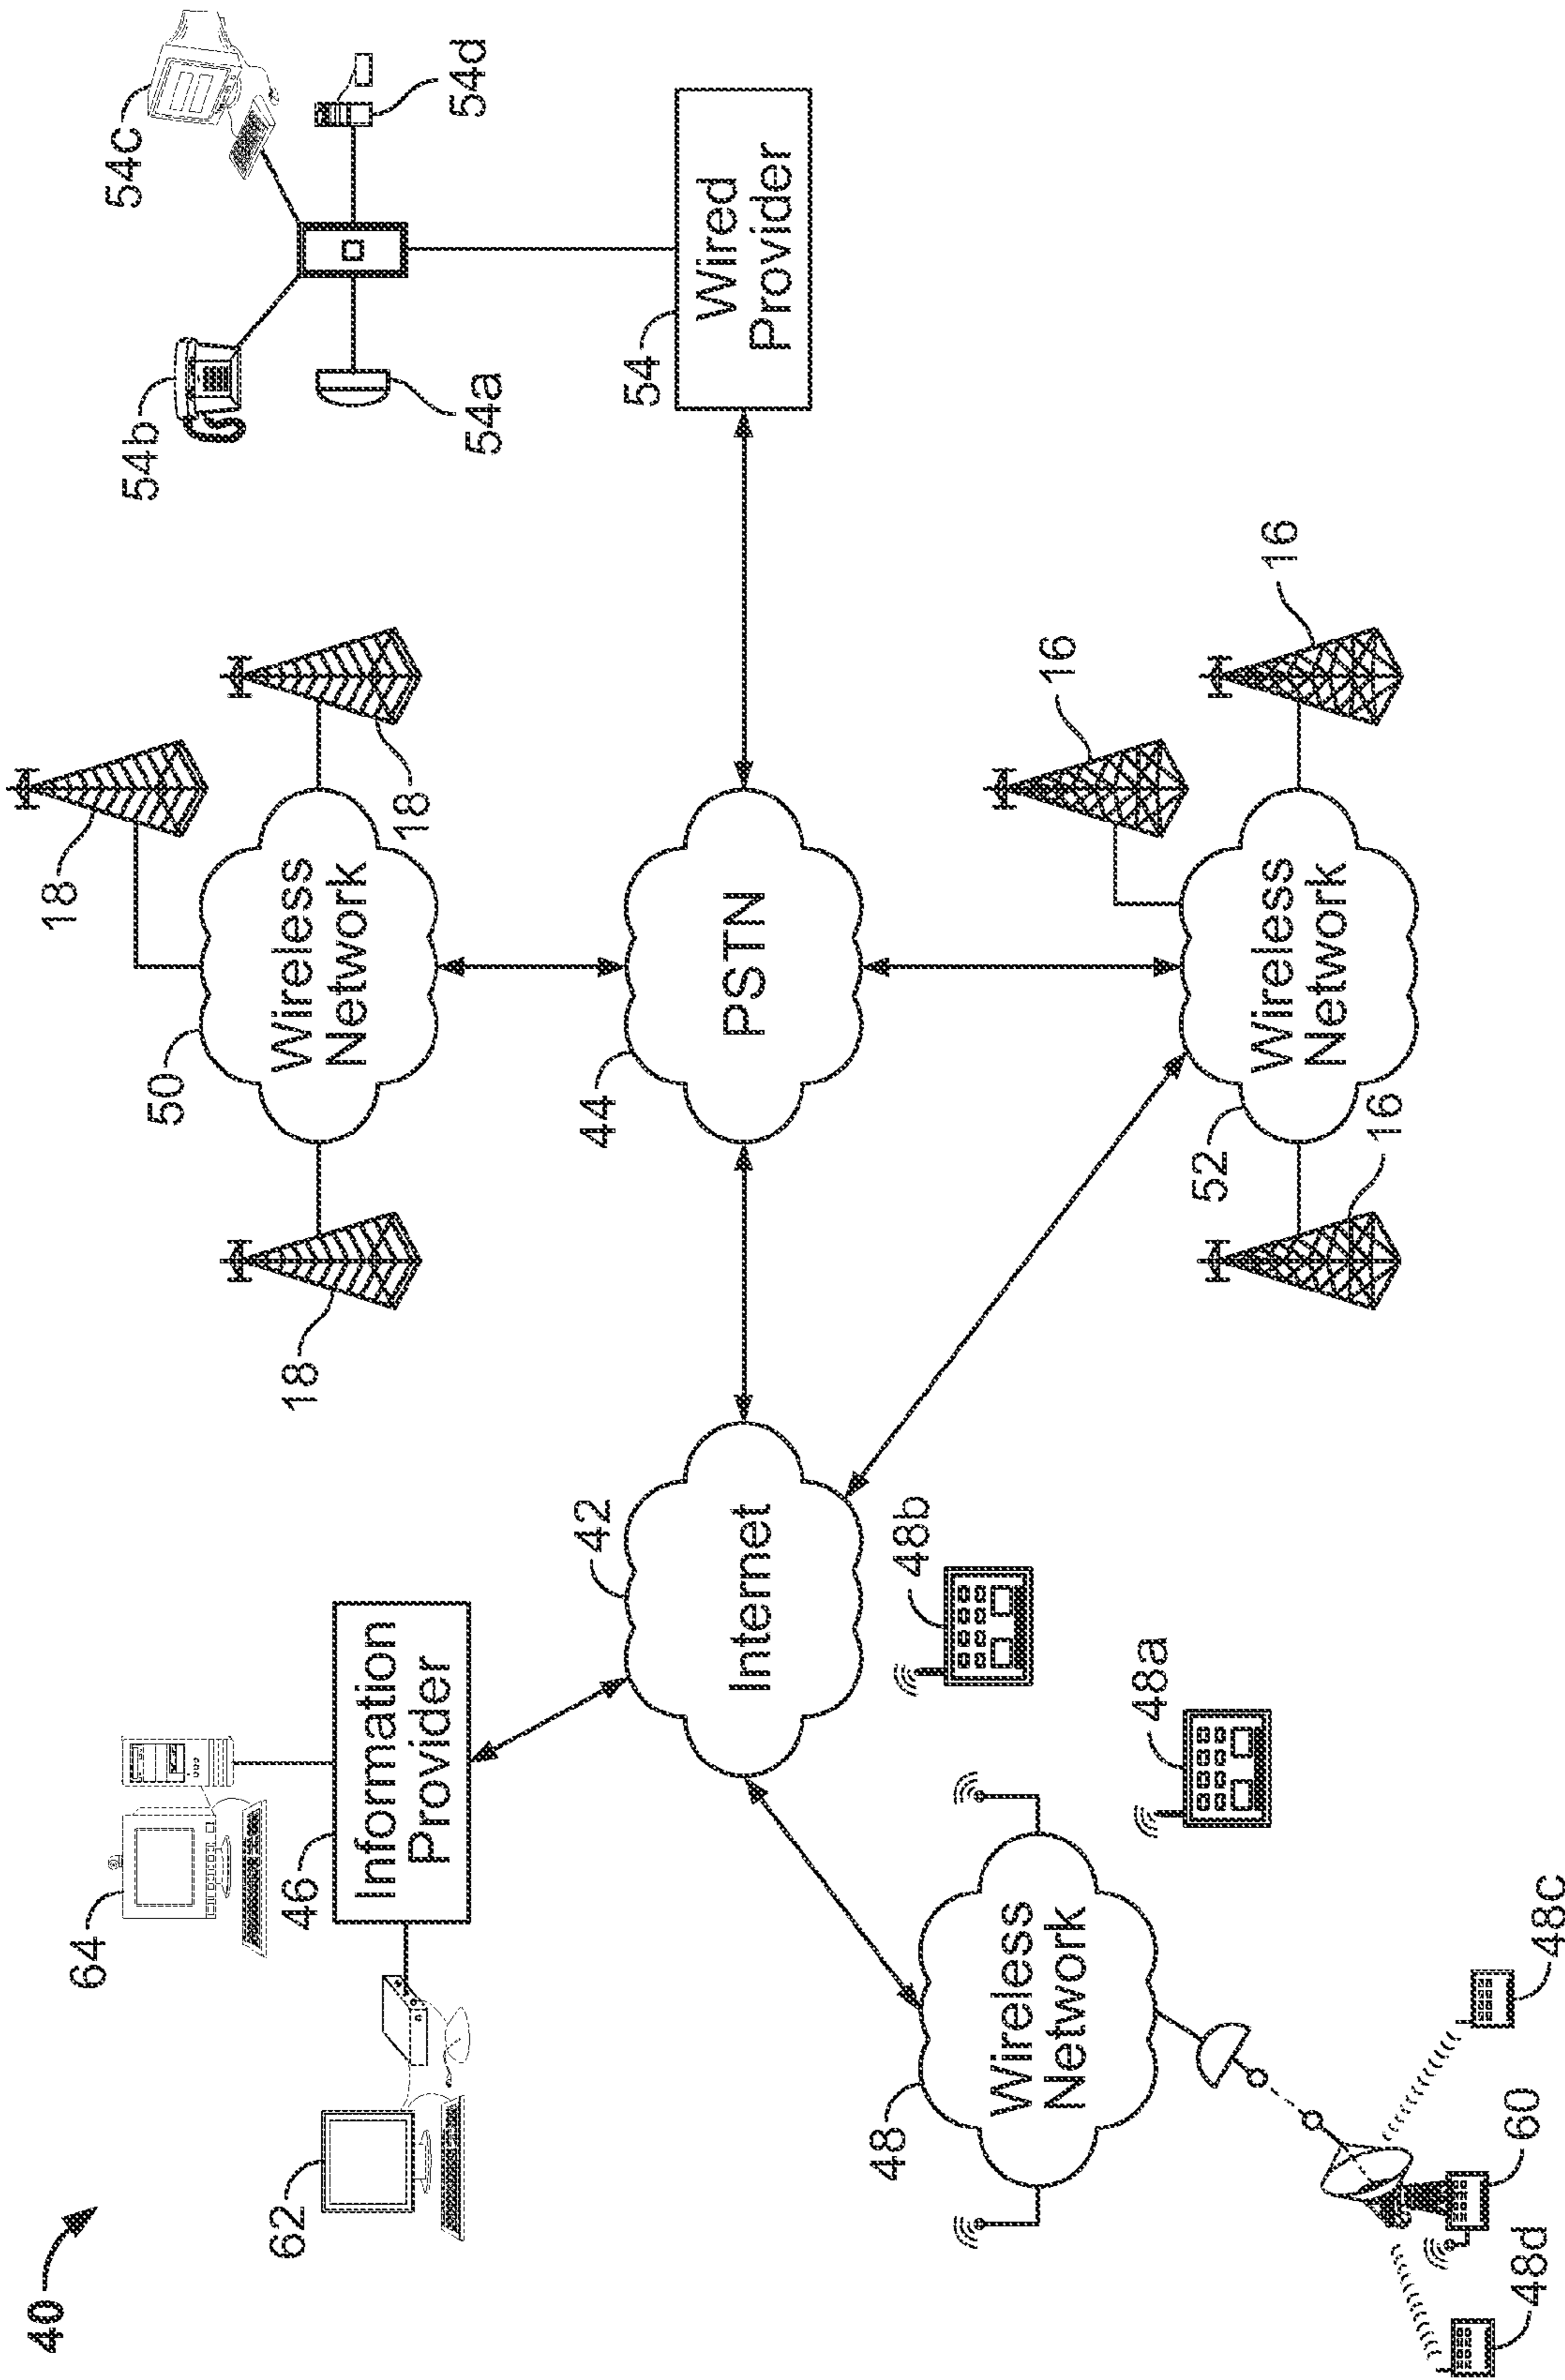 40
18
64
54c
54b
50
62
46
18
Wireless
Network
18
Information
Provider
54d
54a
42
44
54
Internet
PSTN
Wired
Provider
48
48b
Wireless
Network
16
48a
52
16
Wireless
Network
16
48d
60
48c